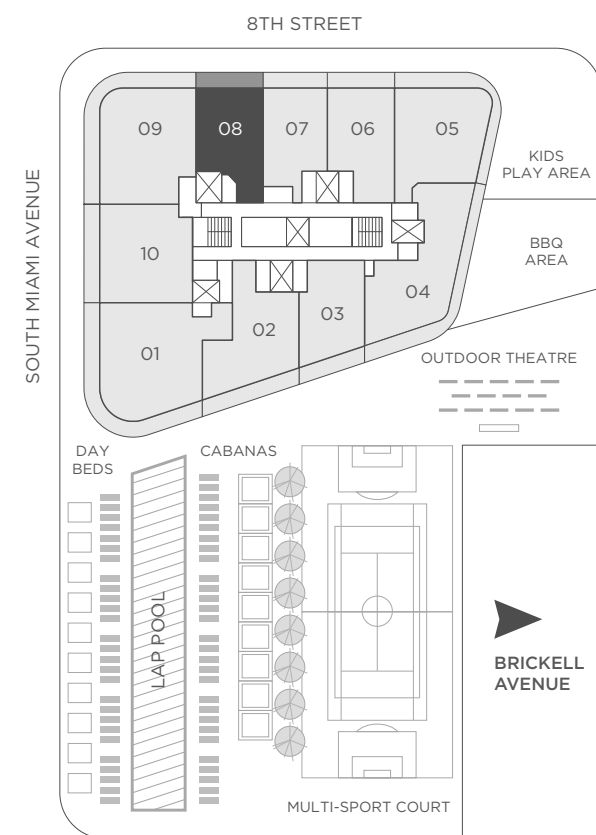 8TH STREET
09
08
07
06
05
KIDS
PLAY AREA
SOUTH MIAMI AVENUE
10
BBQ
AREA
04
03
02
01
OUTDOOR THEATRE
DAY
BEDS
CABANAS
LAP POOL
BRICKELL
AVENUE
MULTI-SPORT COURT